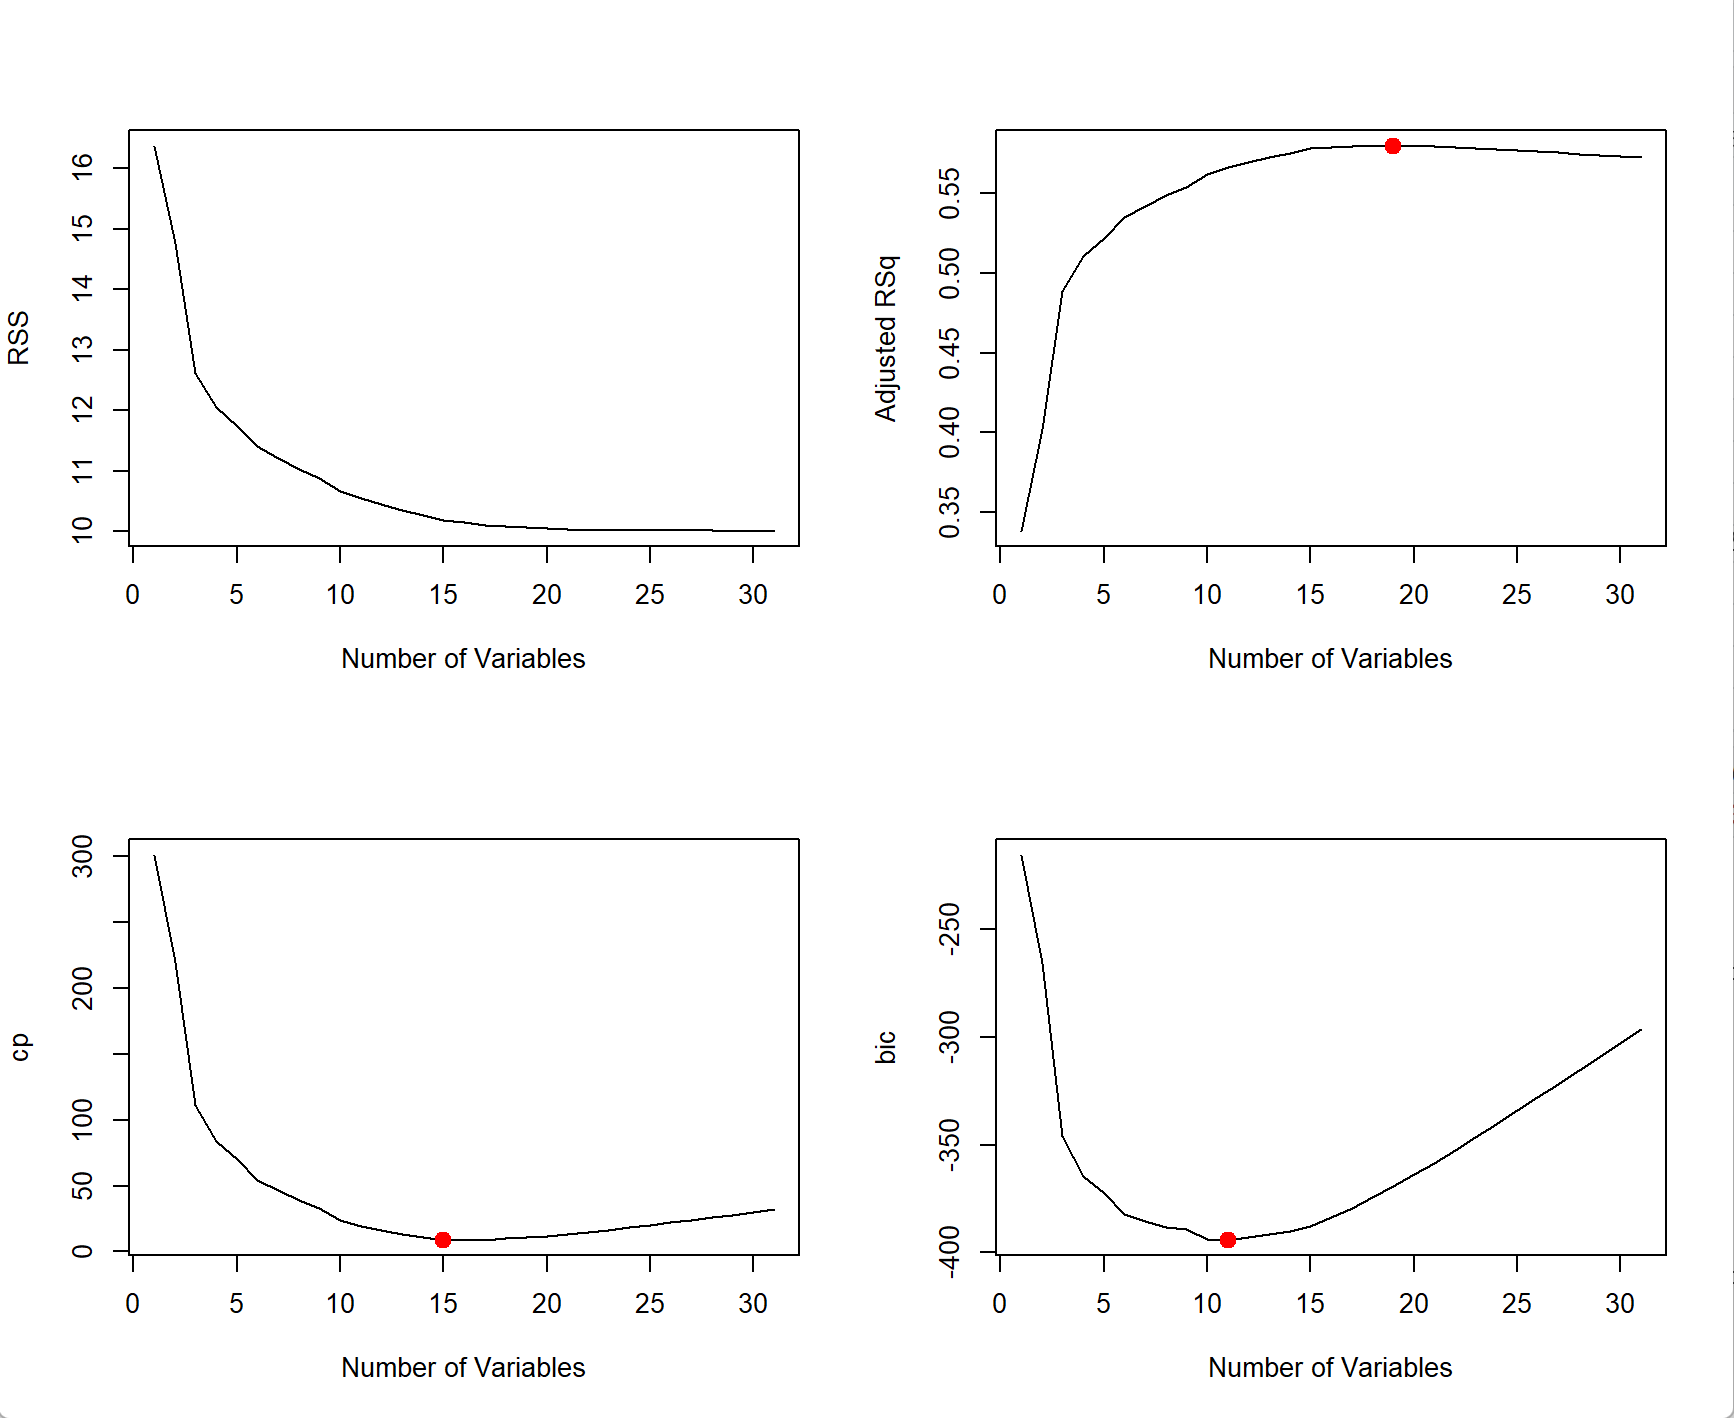 RSS
16
15
14
13
12
11
10
0 5 10 15 20 25 30
Number of Variables
Adjusted RSq
0.55
0.50
0.45
0.40
0.35
0 5 10 15 20 25 30
Number of Variables
cp
300
200
100
50
0
0 5 10 15 20 25 30
Number of Variables
bic
-250
-300
-350
-400
0 5 10 15 20 25 30
Number of Variables